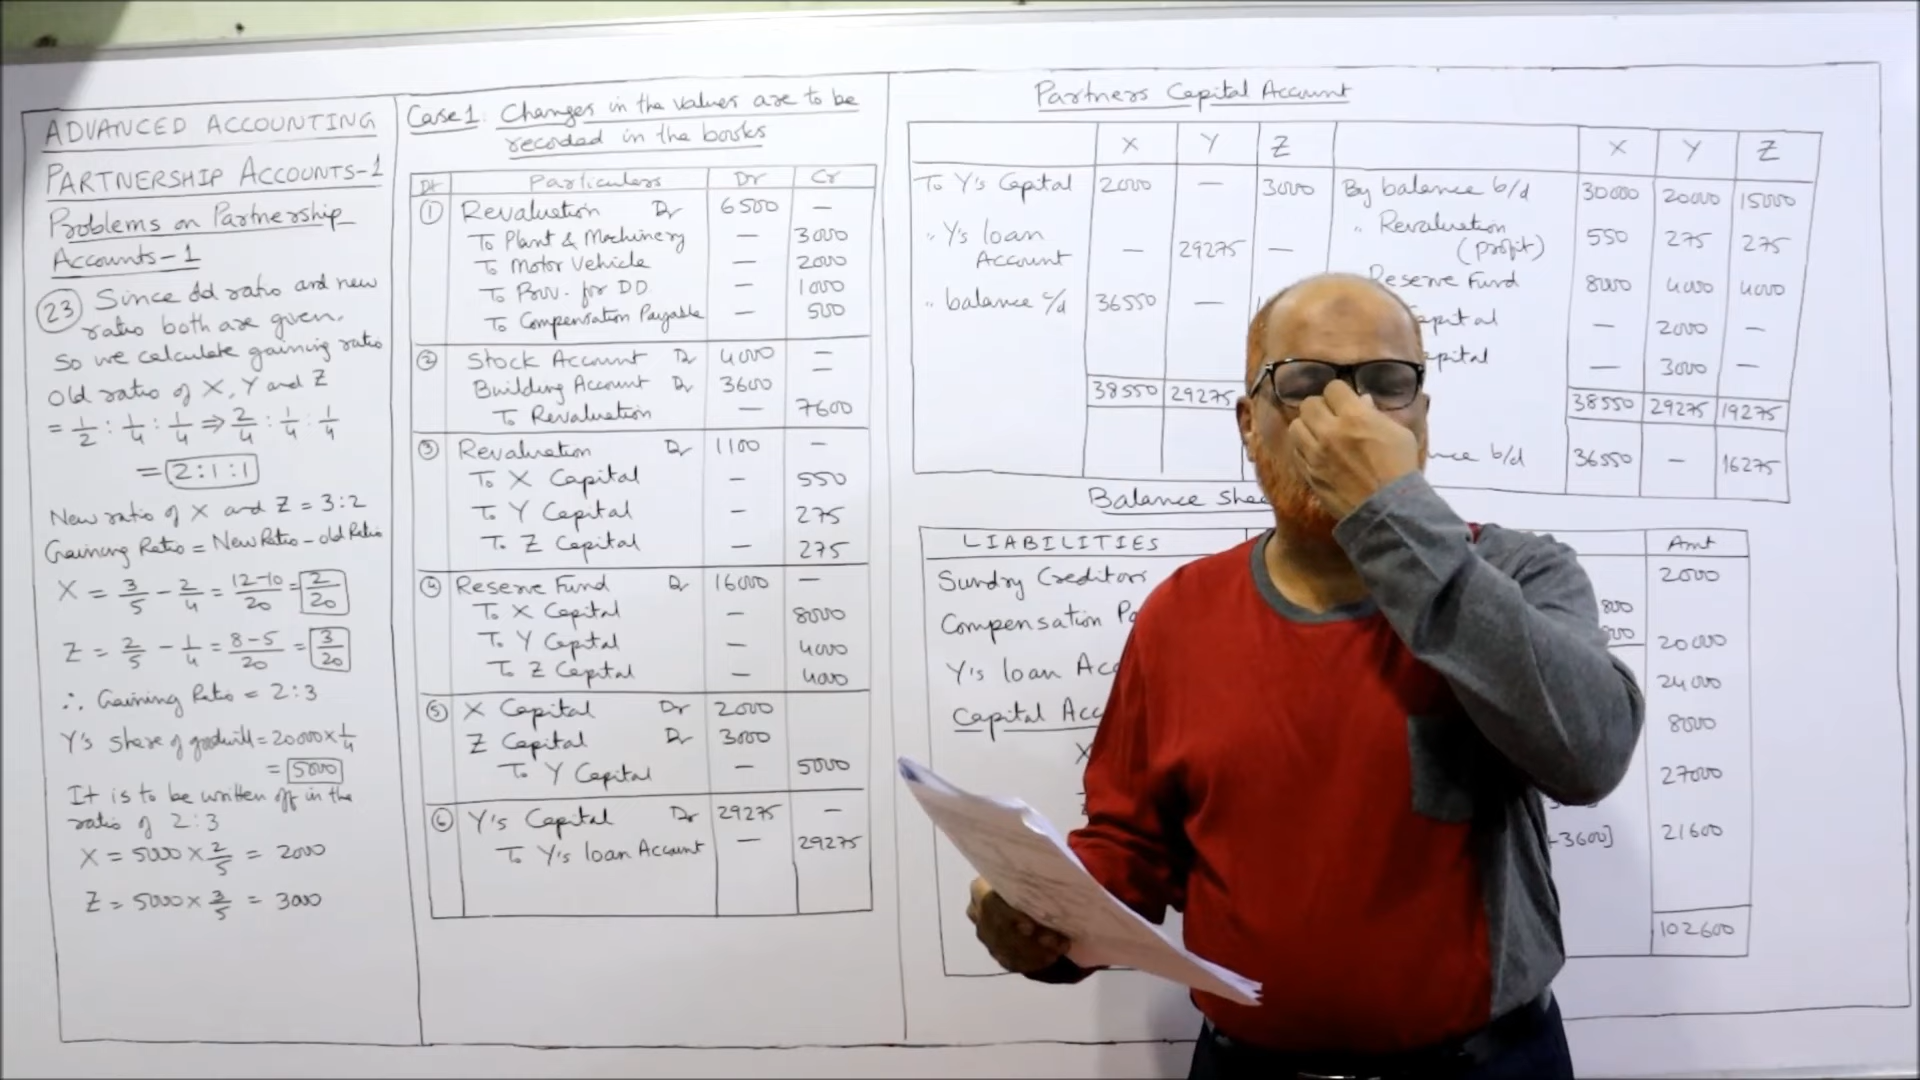 ADVANCED ACCOUNTING
PARTNERSHIP ACCOUNTS-1
Problems on Partnership
Accounts-1
23 Since old ratio and new
ratio both are given.
So we calculate gaining ratio
Old ratio of X, Y and Z
= 1/2 : 1/4 : 1/4 ⇒ 2/4 : 1/4 : 1/4
= 2:1:1
New ratio of X and Z = 3:2
Gaining Ratio = New Ratio - old Ratio
X = 3/5 - 2/4 = 12-10/20 = 2/20
Z = 2/5 - 1/4 = 8-5/20 = 3/20
∴ Gaining Ratio = 2:3
Y's share of goodwill = 20000 x 1/4
= 5000
It is to be written off in the
ratio of 2:3
X = 5000 x 2/5 = 2000
Z = 5000 x 3/5 = 3000
Case 1: Changes in the values are to be
recorded in the books
Dt Particulars Dr Cr
1 Revaluation Dr 6500 —
To Plant & Machinery — 3000
To Motor Vehicle — 2000
To Prov. for DD — 1000
To Compensation Payable — 500
2 Stock Account Dr 4000 —
Building Account Dr 3600 —
To Revaluation — 7600
3 Revaluation Dr 1100 —
To X Capital — 550
To Y Capital — 275
To Z Capital — 275
4 Reserve Fund Dr 16000 —
To X Capital — 8000
To Y Capital — 4000
To Z Capital — 4000
5 X Capital Dr 2000
Z Capital Dr 3000
To Y Capital — 5000
6 Y's Capital Dr 29275 —
To Y's loan Account — 29275
Partners Capital Account
X Y Z X Y Z
To Y's Capital 2000 — 3000 By balance b/d 30000 20000 15000
" Y's loan
Account — 29275 — " Revaluation
(profit) 550 275 275
" balance c/d 36550 — Reserve Fund 8000 4000 4000
— 2000 —
— 3000 —
38550 29275 38550 29275 19275
b/d 36550 — 16275
Balance
LIABILITIES Amt
Sundry Creditors 2000
Compensation 20000
Y's loan 24000
Capital 8000
27000
-3600] 21600
102600